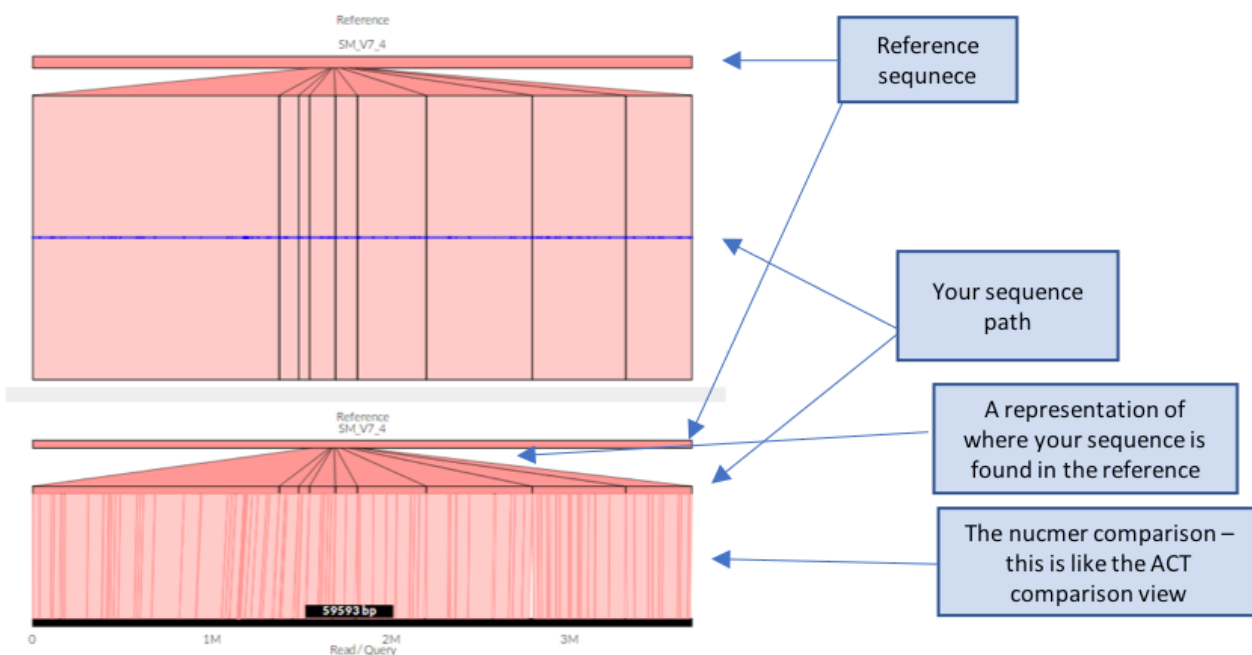 Reference
SM_V7_4
Reference
sequnece
Your sequence
path
Reference
SM_V7_4
A representation of
where your sequence is
found in the reference
The nucmer comparison –
this is like the ACT
comparison view
59593 bp
0 1M 2M 3M
Read / Query